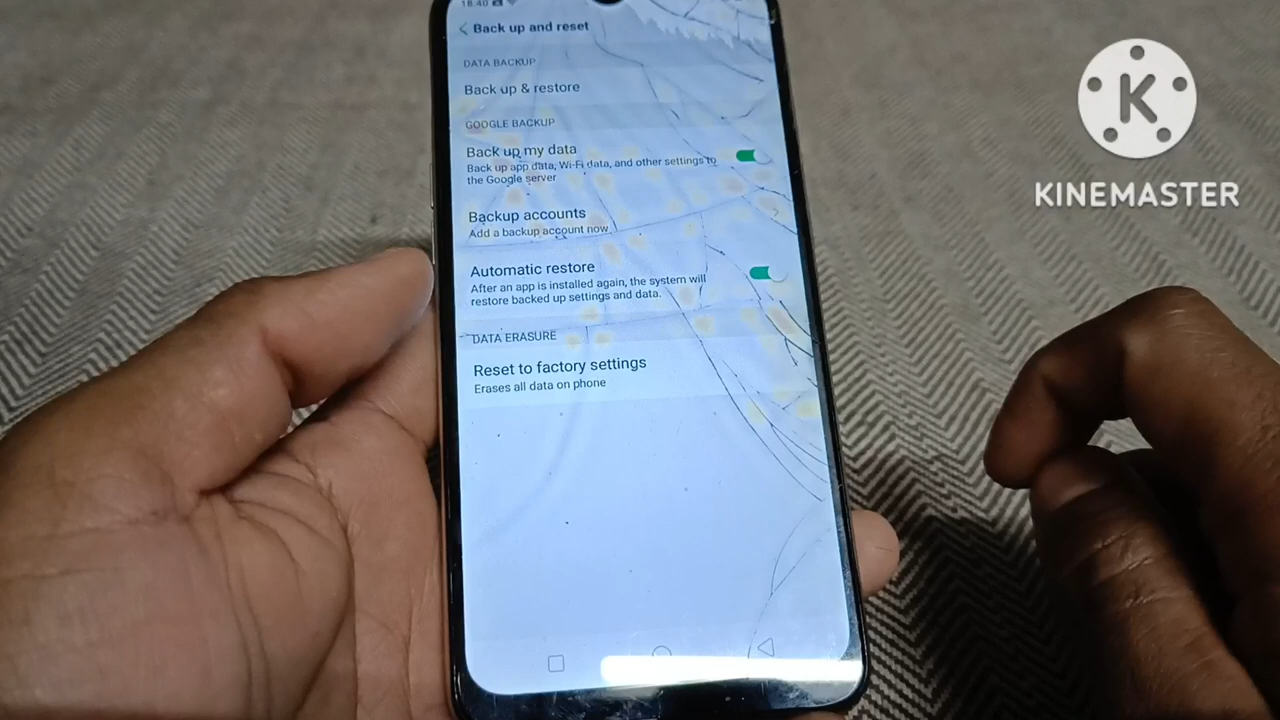 18:40
Back up and reset
DATA BACKUP
Back up & restore
GOOGLE BACKUP
Back up my data
Back up app data, Wi-Fi data, and other settings to
the Google server
Backup accounts
Add a backup account now
Automatic restore
After an app is installed again, the system will
restore backed up settings and data.
DATA ERASURE
Reset to factory settings
Erases all data on phone
K
KINEMASTER